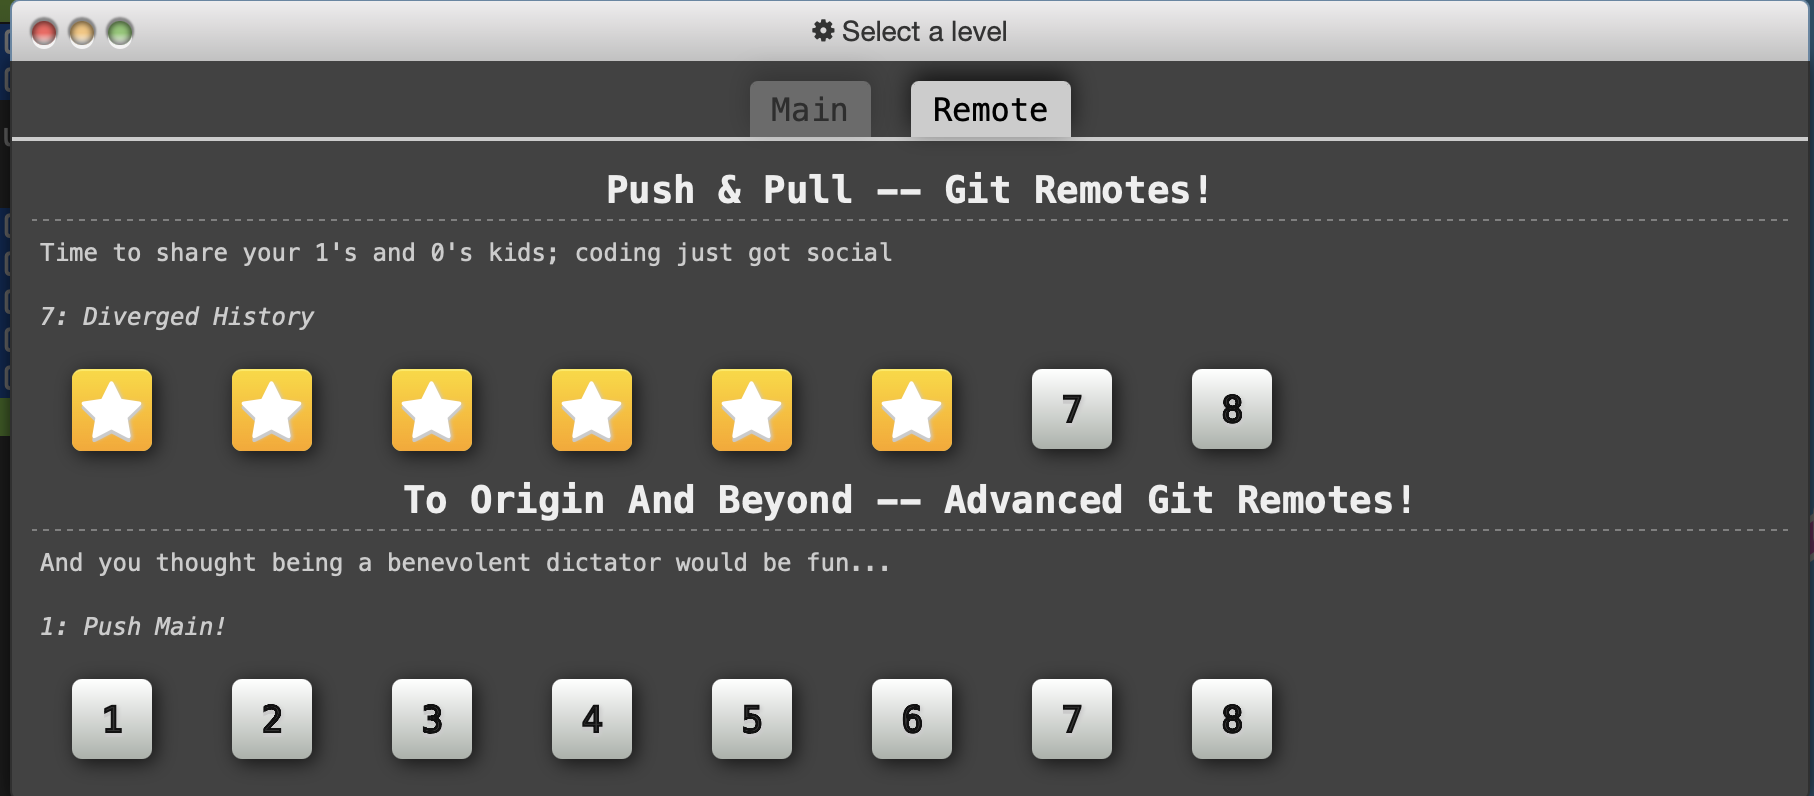 Select a level
Main Remote
Push & Pull -- Git Remotes!
Time to share your 1's and 0's kids; coding just got social
7: Diverged History
7 8
To Origin And Beyond -- Advanced Git Remotes!
And you thought being a benevolent dictator would be fun...
1: Push Main!
1 2 3 4 5 6 7 8